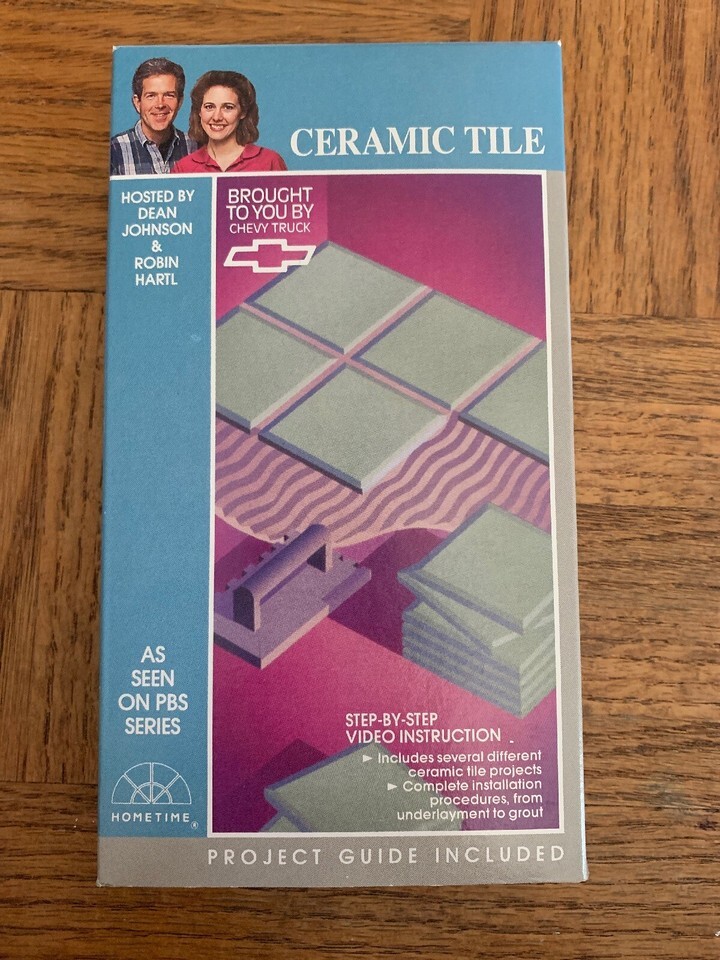 CERAMIC TILE
HOSTED BY
DEAN
JOHNSON
&
ROBIN
HARTL
BROUGHT
TO YOU BY
CHEVY TRUCK
AS
SEEN
ON PBS
SERIES
HOMETIME®
STEP-BY-STEP
VIDEO INSTRUCTION
► Includes several different
ceramic tile projects
► Complete installation
procedures, from
underlayment to grout
PROJECT GUIDE INCLUDED